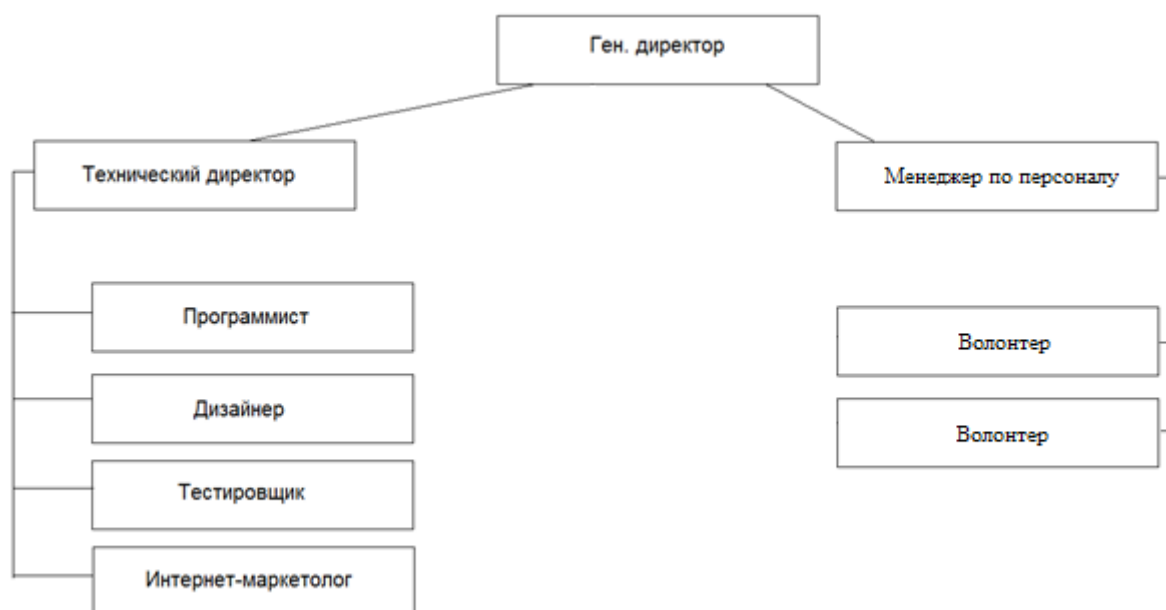 Ген. директор
Технический директор
Менеджер по персоналу
Программист
Волонтер
Дизайнер
Волонтер
Тестировщик
Интернет-маркетолог